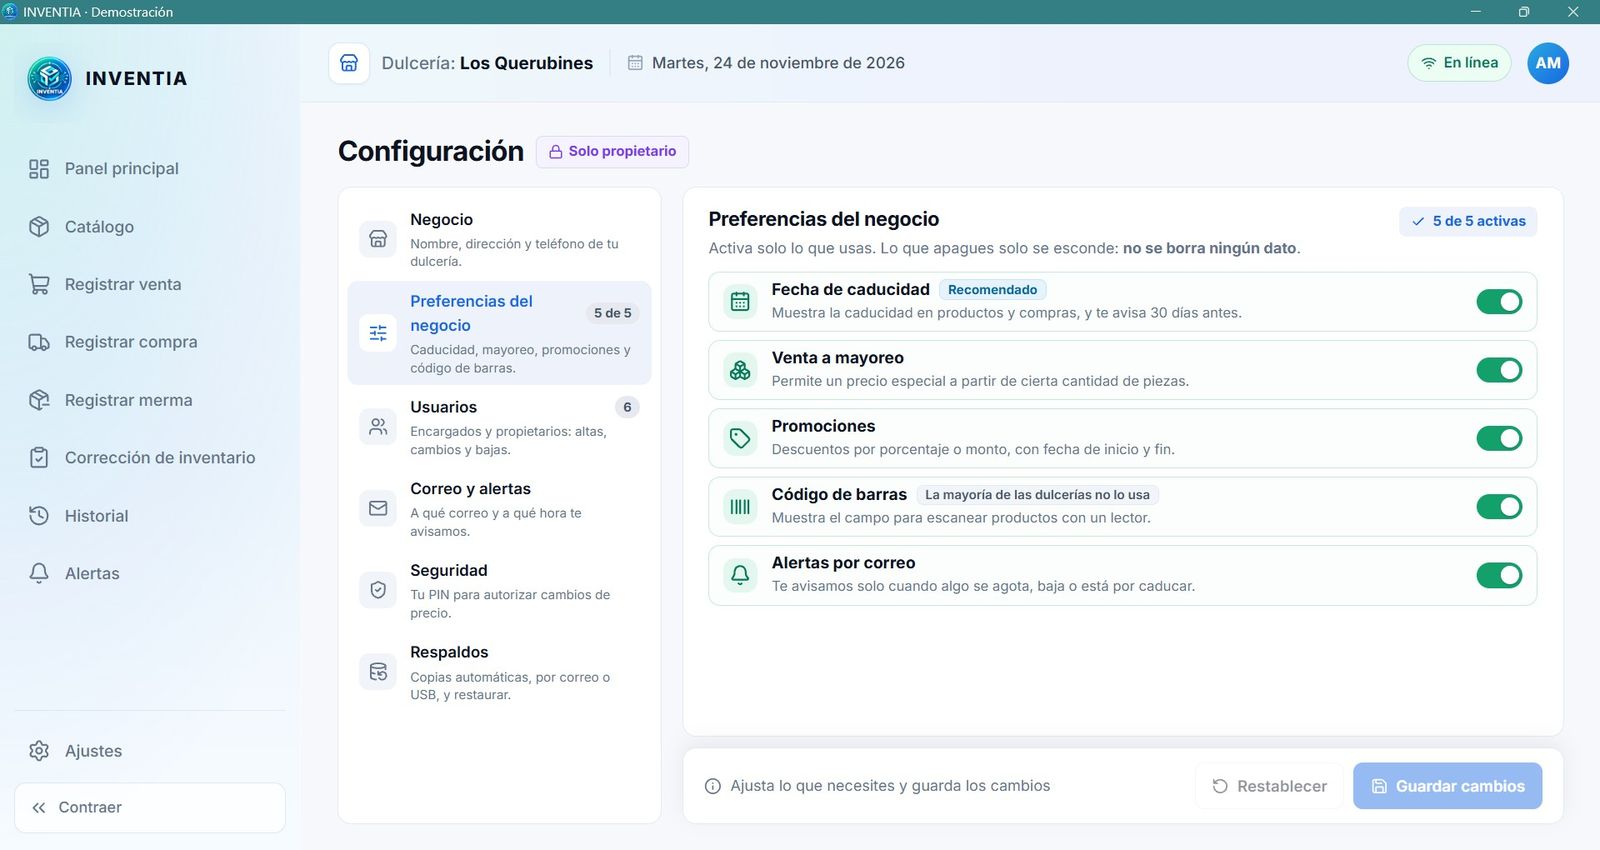 INVENTIA · Demostración
INVENTIA
INVENTIA
Dulcería: Los Querubines
Martes, 24 de noviembre de 2026
En línea
AM
Panel principal
Catálogo
Registrar venta
Registrar compra
Registrar merma
Corrección de inventario
Historial
Alertas
Ajustes
Contraer
Configuración
Solo propietario
Negocio
Nombre, dirección y teléfono de tu
dulcería.
Preferencias del
negocio
5 de 5
Caducidad, mayoreo, promociones y
código de barras.
Usuarios
6
Encargados y propietarios: altas,
cambios y bajas.
Correo y alertas
A qué correo y a qué hora te
avisamos.
Seguridad
Tu PIN para autorizar cambios de
precio.
Respaldos
Copias automáticas, por correo o
USB, y restaurar.
Preferencias del negocio
5 de 5 activas
Activa solo lo que usas. Lo que apagues solo se esconde: no se borra ningún dato.
Fecha de caducidad Recomendado
Muestra la caducidad en productos y compras, y te avisa 30 días antes.
Venta a mayoreo
Permite un precio especial a partir de cierta cantidad de piezas.
Promociones
Descuentos por porcentaje o monto, con fecha de inicio y fin.
Código de barras La mayoría de las dulcerías no lo usa
Muestra el campo para escanear productos con un lector.
Alertas por correo
Te avisamos solo cuando algo se agota, baja o está por caducar.
Ajusta lo que necesites y guarda los cambios
Restablecer
Guardar cambios